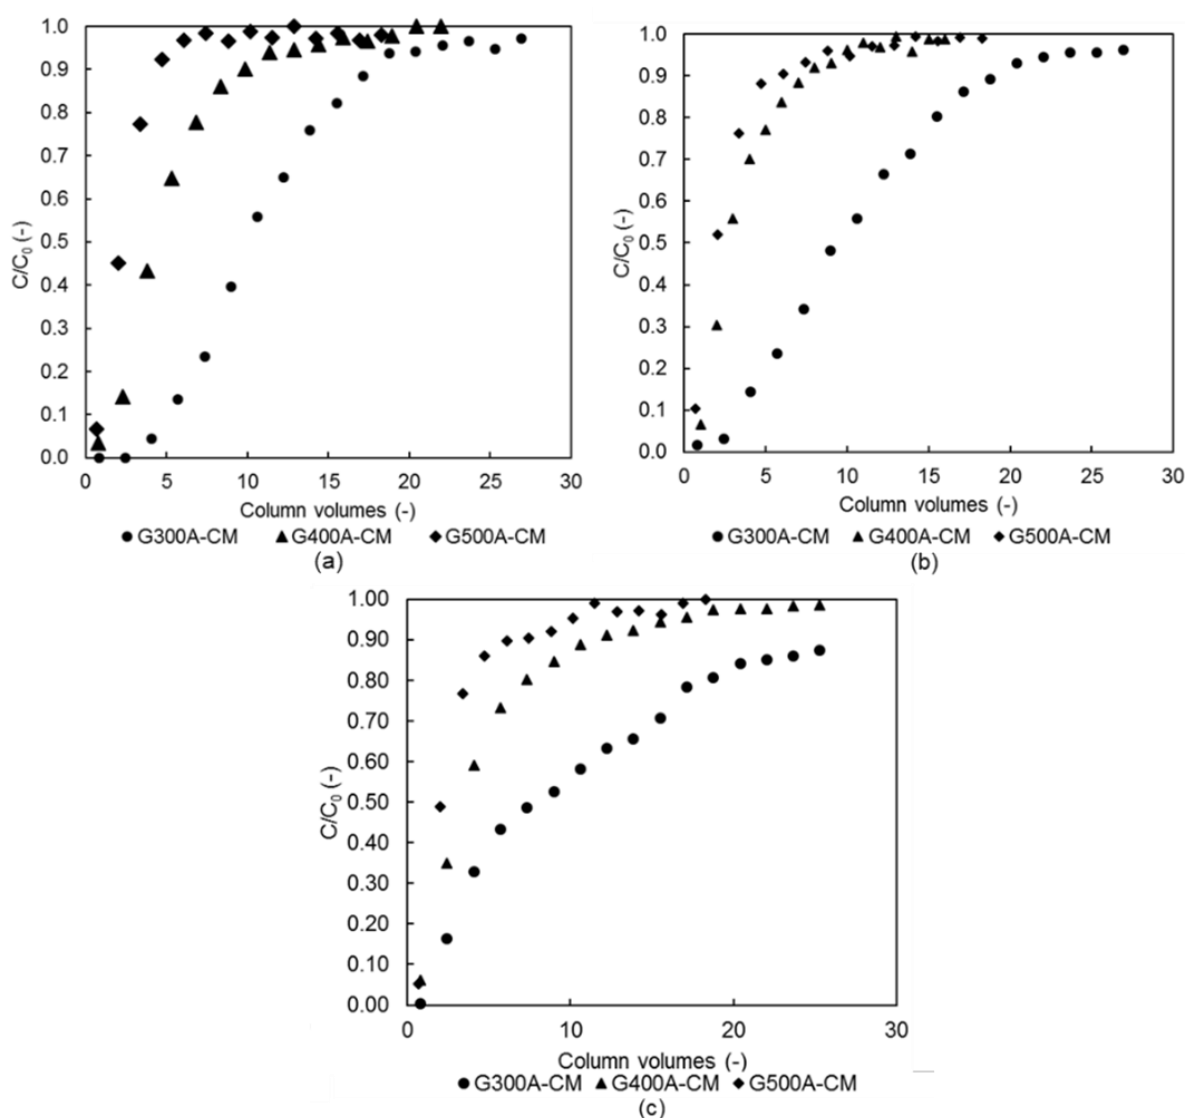 1.0
0.9
0.8
0.7
0.6
0.5
0.4
0.3
0.2
0.1
0.0
C/C₀ (-)
0 5 10 15 20 25 30
Column volumes (-)
● G300A-CM ▲ G400A-CM ◆ G500A-CM
(a)
1.0
0.9
0.8
0.7
0.6
0.5
0.4
0.3
0.2
0.1
0.0
C/C₀ (-)
0 5 10 15 20 25 30
Column volumes (-)
● G300A-CM ▲ G400A-CM ◆ G500A-CM
(b)
1.00
0.90
0.80
0.70
0.60
0.50
0.40
0.30
0.20
0.10
0.00
C/C₀ (-)
0 10 20 30
Column volumes (-)
● G300A-CM ▲ G400A-CM ◆ G500A-CM
(c)